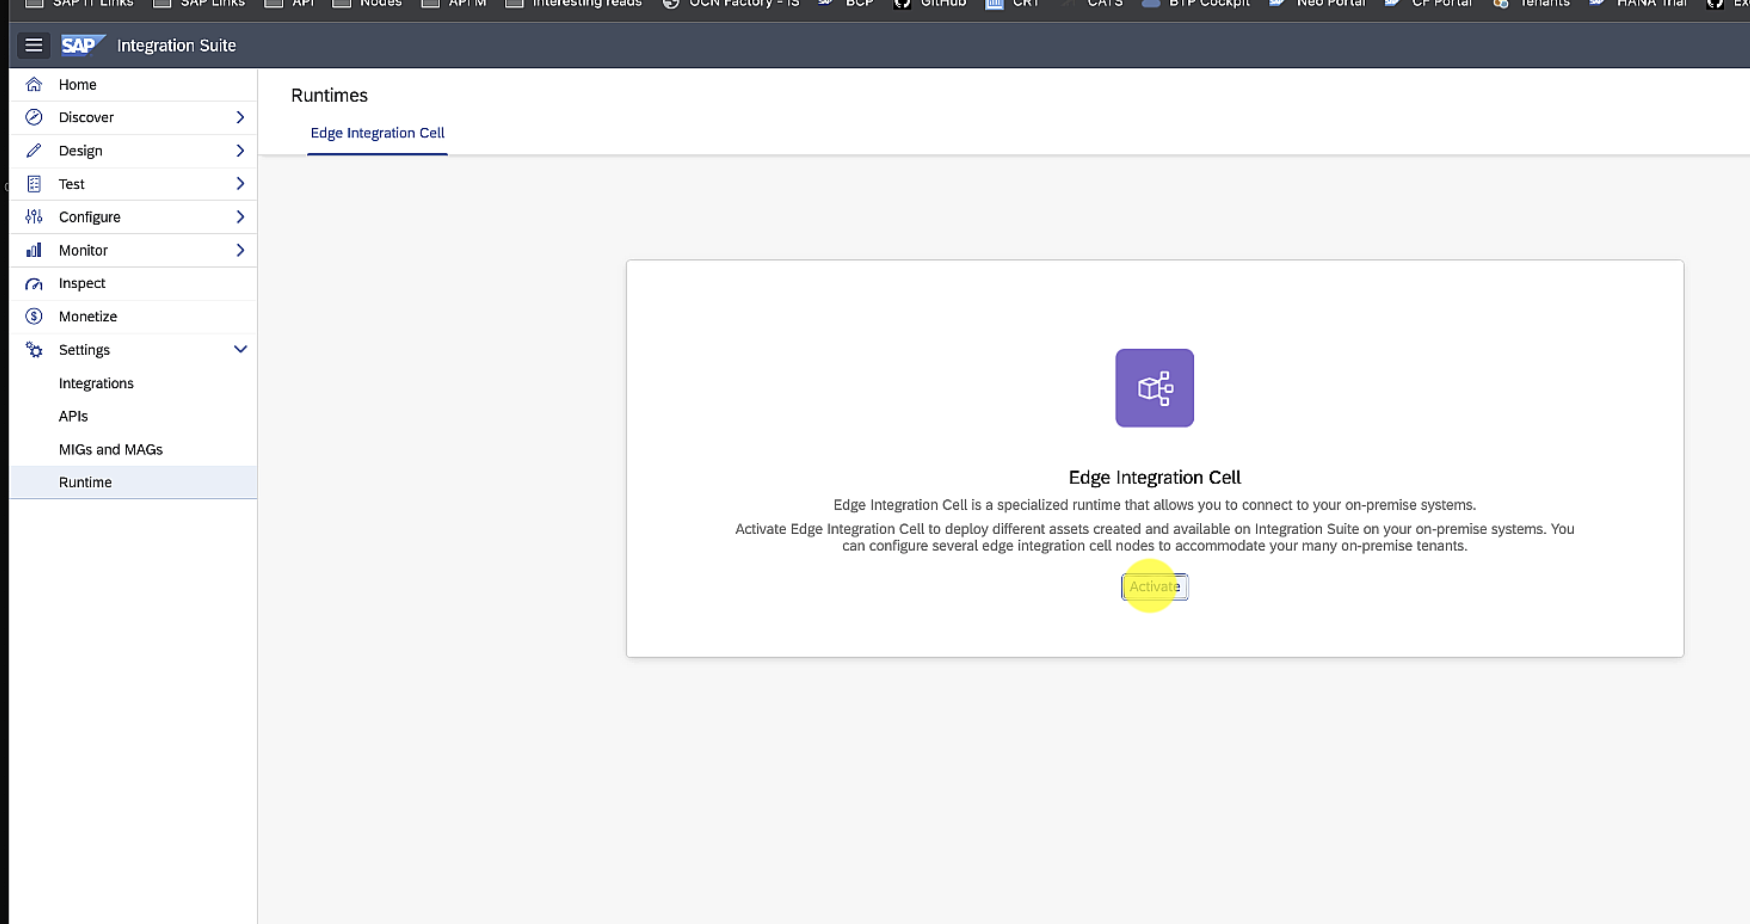 SAP IT Links SAP Links API Nodes API M Interesting reads OCN Factory - IS BCP GitHub CRT CATS BTP Cockpit Neo Portal CF Portal Tenants HANA Trial
SAP Integration Suite
Home
Discover
Design
Test
Configure
Monitor
Inspect
Monetize
Settings
Integrations
APIs
MIGs and MAGs
Runtime
Runtimes
Edge Integration Cell
Edge Integration Cell
Edge Integration Cell is a specialized runtime that allows you to connect to your on-premise systems.
Activate Edge Integration Cell to deploy different assets created and available on Integration Suite on your on-premise systems. You
can configure several edge integration cell nodes to accommodate your many on-premise tenants.
Activate